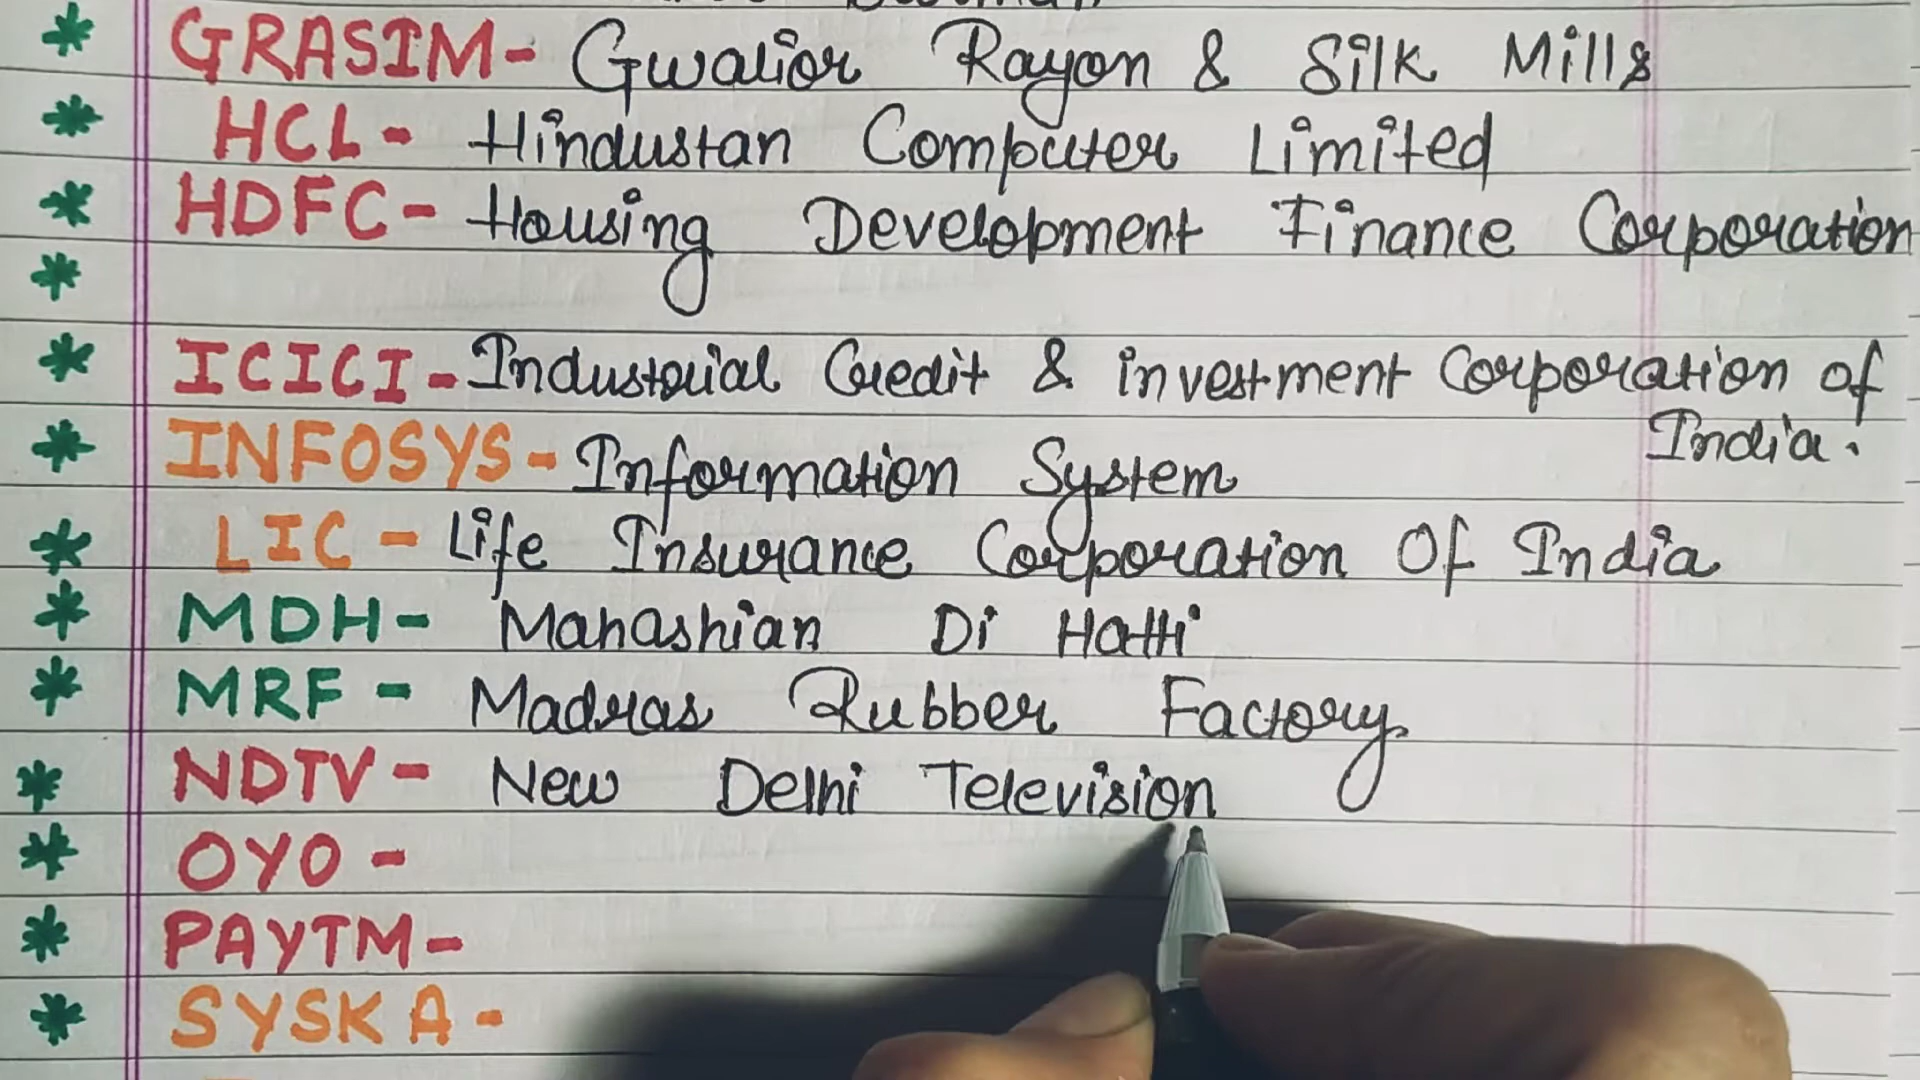 * GRASIM- Gwalior Rayon & Silk Mills
* HCL- Hindustan Computer Limited
* HDFC- Housing Development Finance Corporation
*
* ICICI- Industrial Credit & investment Corporation of
India.
* INFOSYS- Information System
* LIC- Life Insurance Corporation Of India
* MDH- Mahashian Di Hatti
* MRF- Madras Rubber Factory
* NDTV- New Delhi Television
* OYO-
* PAYTM-
* SYSKA-